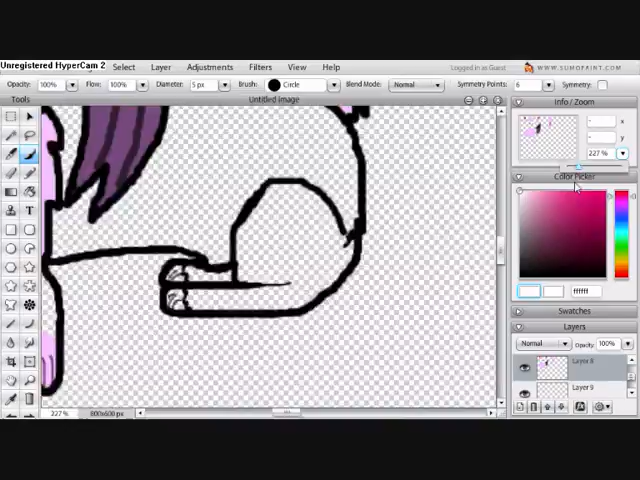 Unregistered HyperCam 2
Select Layer Adjustments Filters View Help Logged in as Guest WWW.SUMOPAINT.COM
Opacity: 100% Flow: 100% Diameter: 5 px Brush: Circle Blend Mode: Normal Symmetry Points: 6 Symmetry:
Tools Untitled image Info / Zoom
x
y
227 %
Color Picker
T
ffffff
Swatches
Layers
Normal Opacity: 100%
Layer 8
Layer 9
227 % 800x600 px